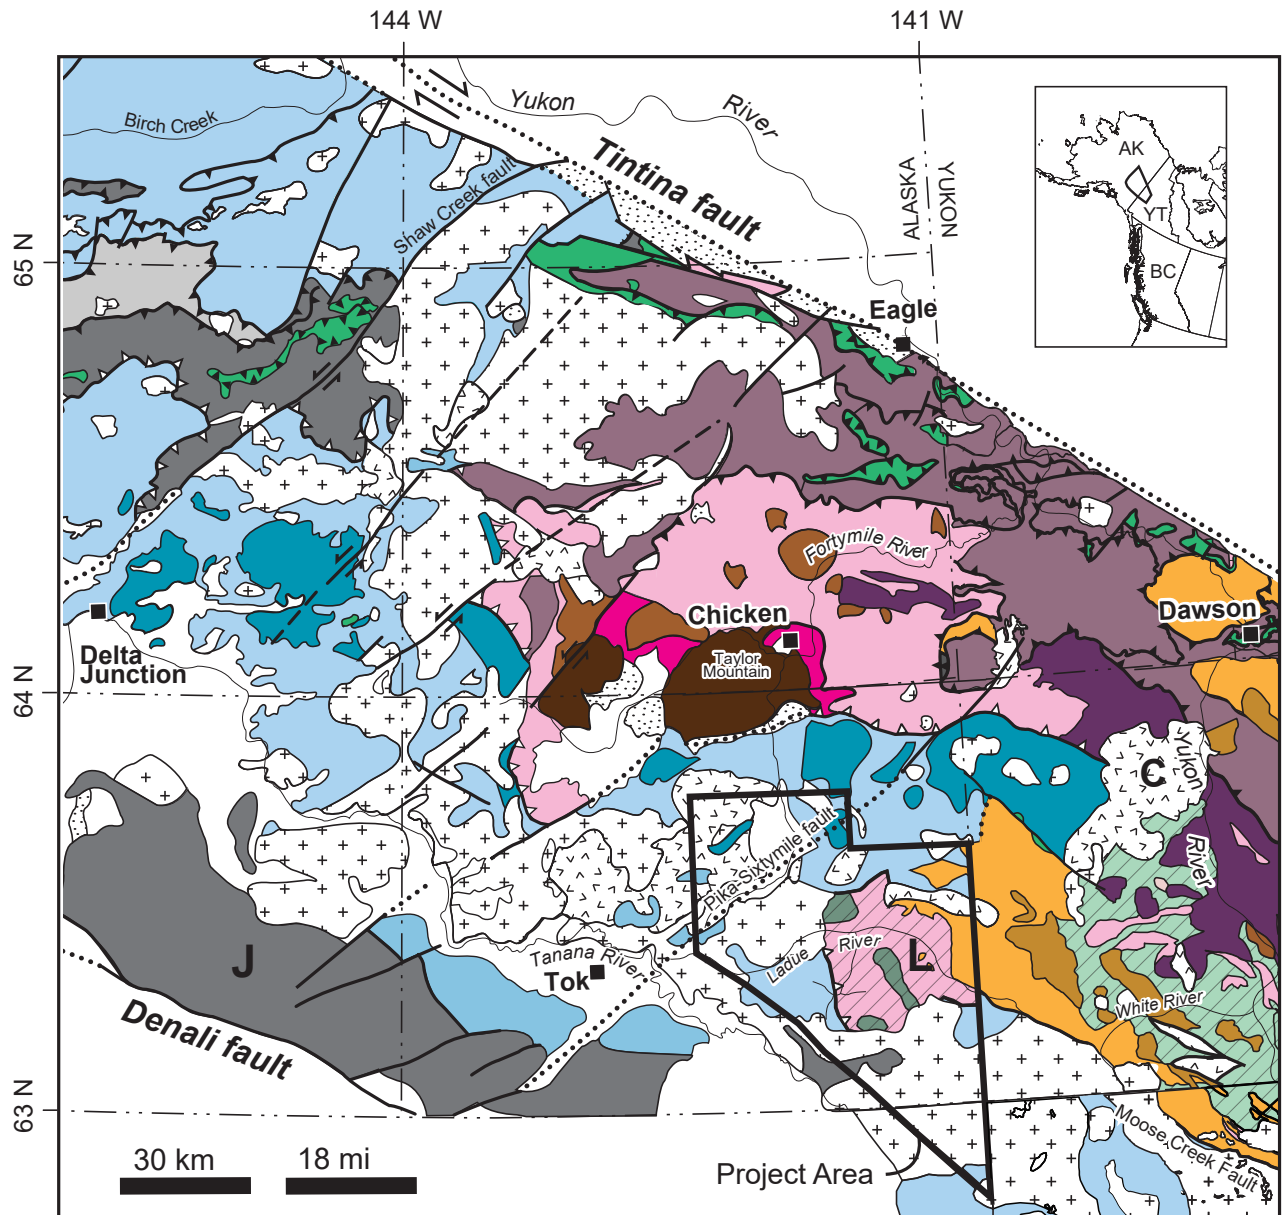 144 W
141 W
Yukon
River
Birch Creek
Tintina fault
ALASKA
YUKON
AK
YT
BC
Shaw Creek fault
65 N
Eagle
Fortymile River
Chicken
Dawson
Taylor
Mountain
Delta
Junction
64 N
Yukon
River
Є
Pika-Sixtymile fault
J
L
Ladue River
Tanana River
Tok
White River
Denali fault
63 N
Moose Creek Fault
30 km
18 mi
Project Area